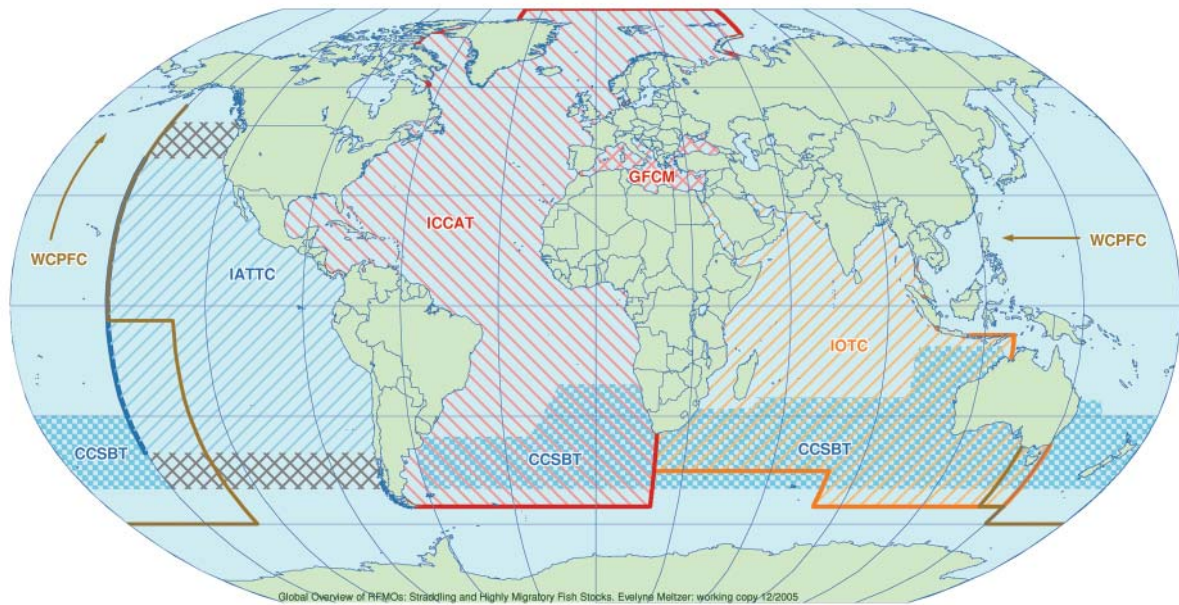 GFCM
ICCAT
WCPFC
WCPFC
IATTC
IOTC
CCSBT
CCSBT
CCSBT
Global Overview of RFMOs: Straddling and Highly Migratory Fish Stocks. Evelyne Meltzer: working copy 12/2005